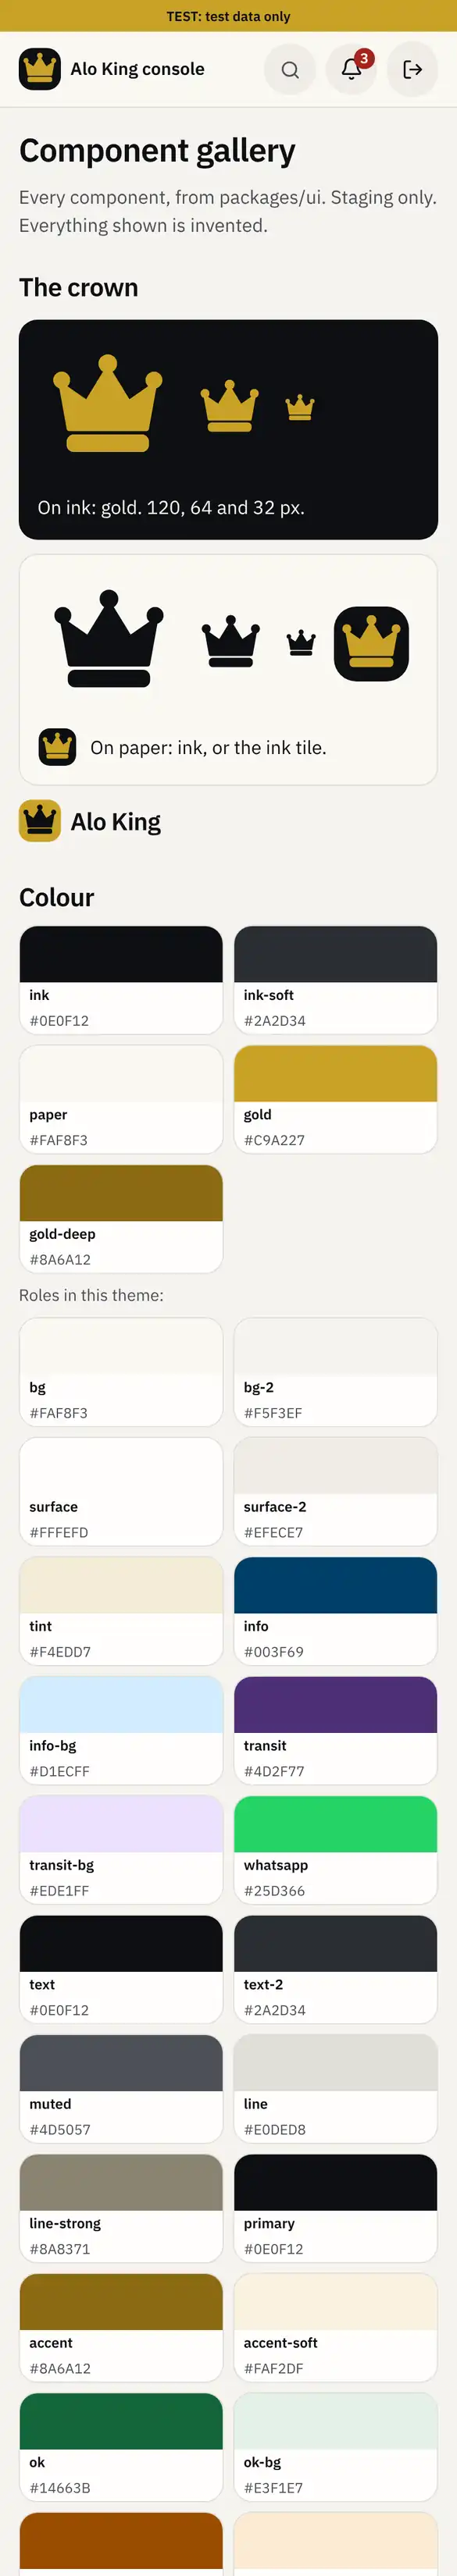 TEST: test data only
Alo King console
3
Component gallery
Every component, from packages/ui. Staging only.
Everything shown is invented.
The crown
On ink: gold. 120, 64 and 32 px.
On paper: ink, or the ink tile.
Alo King
Colour
ink
#0E0F12
ink-soft
#2A2D34
paper
#FAF8F3
gold
#C9A227
gold-deep
#8A6A12
Roles in this theme:
bg
#FAF8F3
bg-2
#F5F3EF
surface
#FFFEFD
surface-2
#EFECE7
tint
#F4EDD7
info
#003F69
info-bg
#D1ECFF
transit
#4D2F77
transit-bg
#EDE1FF
whatsapp
#25D366
text
#0E0F12
text-2
#2A2D34
muted
#4D5057
line
#E0DED8
line-strong
#8A8371
primary
#0E0F12
accent
#8A6A12
accent-soft
#FAF2DF
ok
#14663B
ok-bg
#E3F1E7